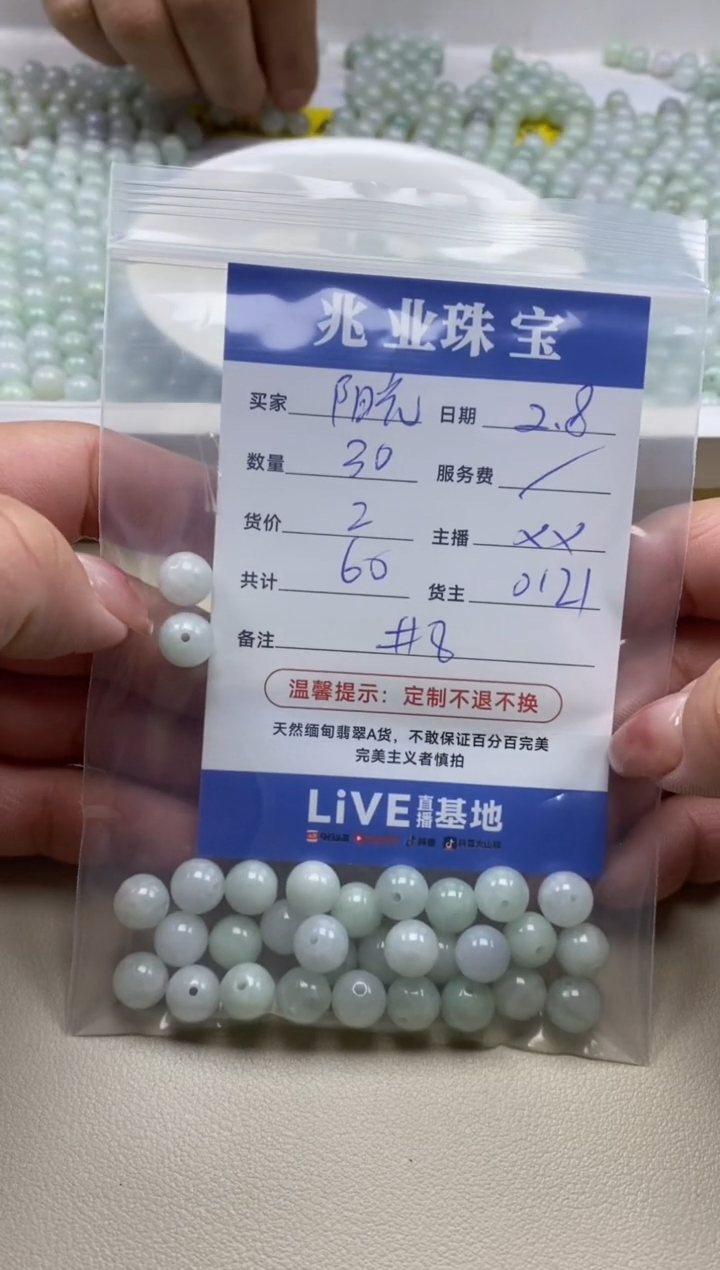 兆业珠宝
买家 阳光 日期 2.8
数量 30 服务费 /
货价 2 主播 XX
共计 60 货主 0121
备注 #8
温馨提示：定制不退不换
天然缅甸翡翠A货，不敢保证百分百完美
完美主义者慎拍
LiVE直播基地